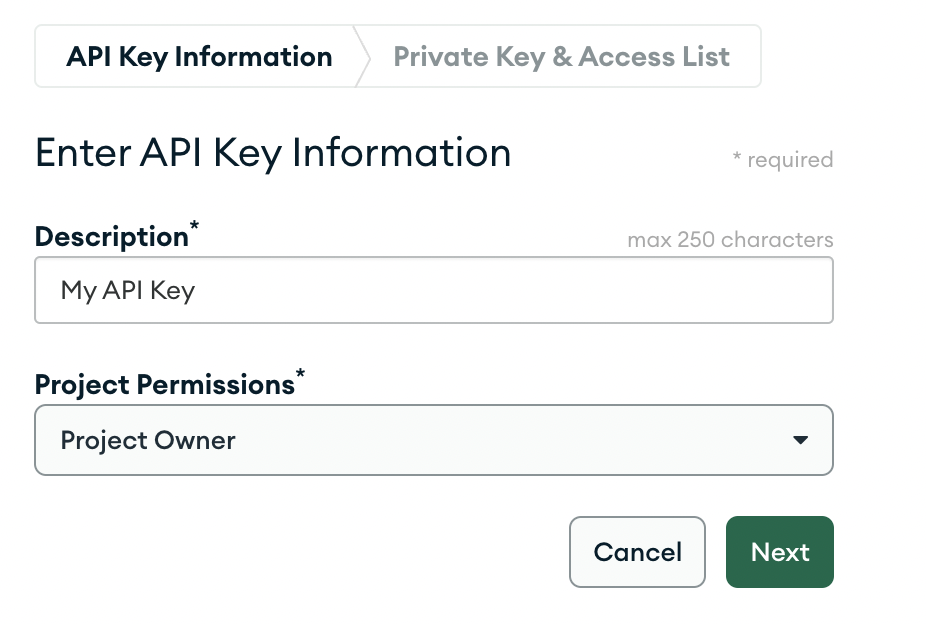 API Key Information Private Key & Access List
Enter API Key Information * required
Description* max 250 characters
My API Key
Project Permissions*
Project Owner
Cancel Next